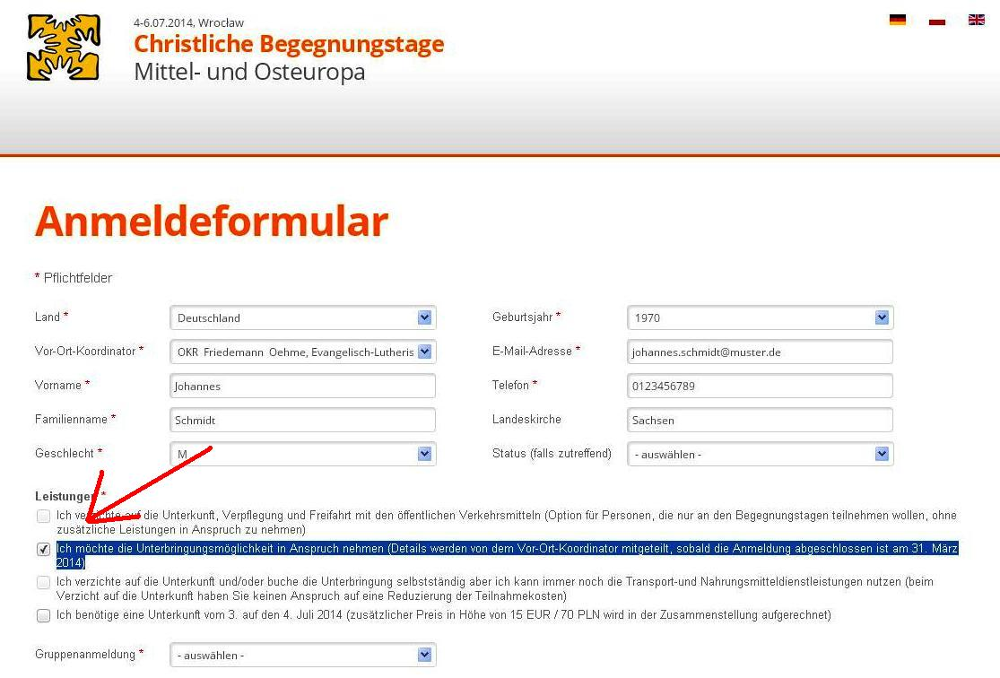 4-6.07.2014, Wrocław
Christliche Begegnungstage
Mittel- und Osteuropa
Anmeldeformular
* Pflichtfelder
Land * Deutschland Geburtsjahr * 1970
Vor-Ort-Koordinator * OKR Friedemann Oehme, Evangelisch-Lutheris E-Mail-Adresse * johannes.schmidt@muster.de
Vorname * Johannes Telefon * 0123456789
Familienname * Schmidt Landeskirche Sachsen
Geschlecht * M Status (falls zutreffend) - auswählen -
Leistungen *
Ich verzichte auf die Unterkunft, Verpflegung und Freifahrt mit den öffentlichen Verkehrsmitteln (Option für Personen, die nur an den Begegnungstagen teilnehmen wollen, ohne
zusätzliche Leistungen in Anspruch zu nehmen)
Ich möchte die Unterbringungsmöglichkeit in Anspruch nehmen (Details werden von dem Vor-Ort-Koordinator mitgeteilt, sobald die Anmeldung abgeschlossen ist am 31. März
2014)
Ich verzichte auf die Unterkunft und/oder buche die Unterbringung selbstständig aber ich kann immer noch die Transport-und Nahrungsmitteldienstleistungen nutzen (beim
Verzicht auf die Unterkunft haben Sie keinen Anspruch auf eine Reduzierung der Teilnahmekosten)
Ich benötige eine Unterkunft vom 3. auf den 4. Juli 2014 (zusätzlicher Preis in Höhe von 15 EUR / 70 PLN wird in der Zusammenstellung aufgerechnet)
Gruppenanmeldung * - auswählen -